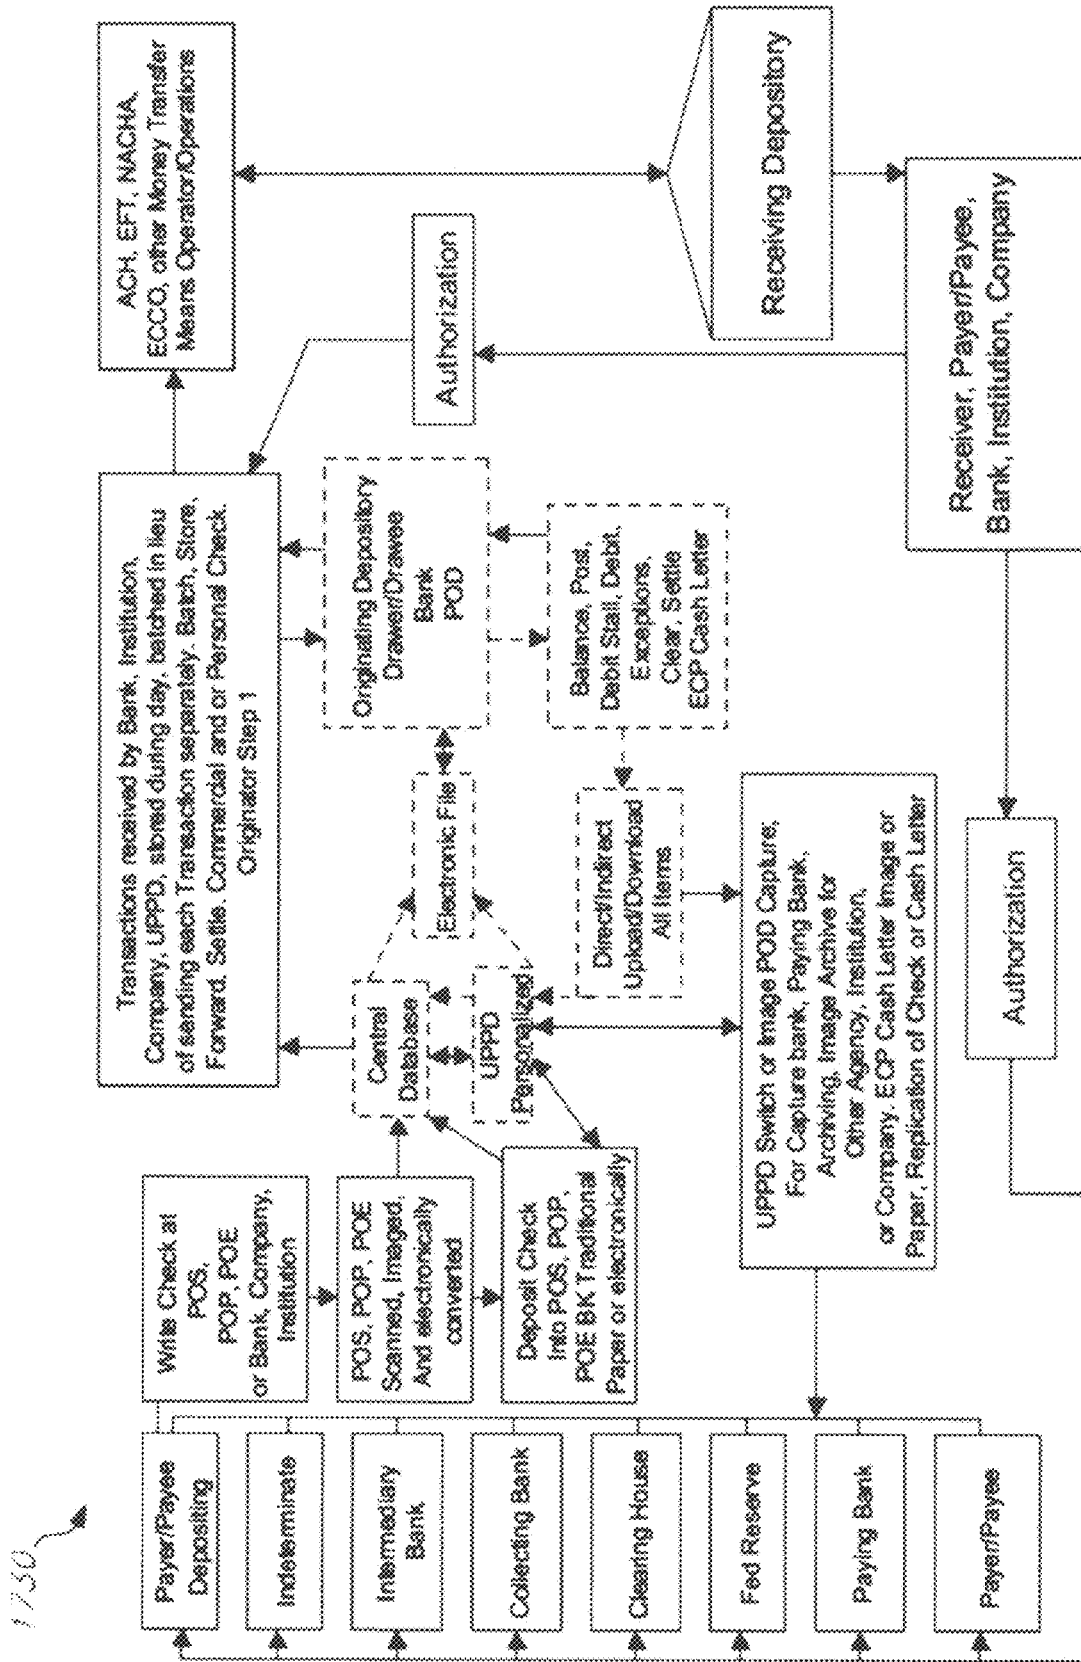 1730
Payer/Payee
Depositing
Indeterminate
Intermediary
Bank
Collecting Bank
Clearing House
Fed Reserve
Paying Bank
Payer/Payee
Write Check at
POS,
POP, POE
or Bank, Company,
Institution
POS, POP, POE
Scanned, Imaged,
And electronically
converted
Deposit Check
Into POS, POP,
POE BK Traditional
Paper or electronically
Central
Database
UPPD
Personalized
Electronic File
Direct/Indirect
Upload/Download
All Items
UPPD Switch or Image POD Capture;
For Capture bank, Paying Bank,
Archiving, Image Archive for
Other Agency, Institution,
or Company. ECP Cash Letter Image or
Paper, Replication of Check or Cash Letter
Transactions received by Bank, Institution,
Company, UPPD, stored during day, batched in lieu
of sending each Transaction separately. Batch, Store,
Forward. Settle. Commercial and or Personal Check.
Originator Step 1
Originating Depository
Drawer/Drawee
Bank
POD
Balance, Post,
Debit Stall, Debit,
Exceptions,
Clear, Settle
ECP Cash Letter
Authorization
ACH, EFT, NACHA,
ECCO, other Money Transfer
Means Operator/Operations
Authorization
Receiving Depository
Receiver, Payer/Payee,
Bank, Institution, Company